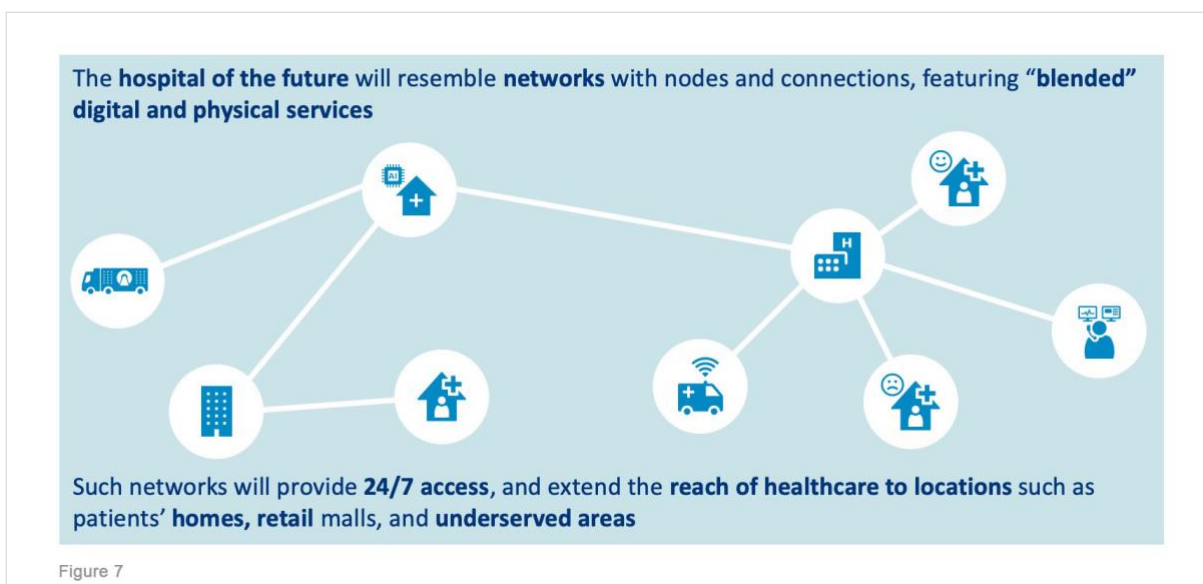 The hospital of the future will resemble networks with nodes and connections, featuring “blended”
digital and physical services
AI
H
Such networks will provide 24/7 access, and extend the reach of healthcare to locations such as
patients’ homes, retail malls, and underserved areas
Figure 7